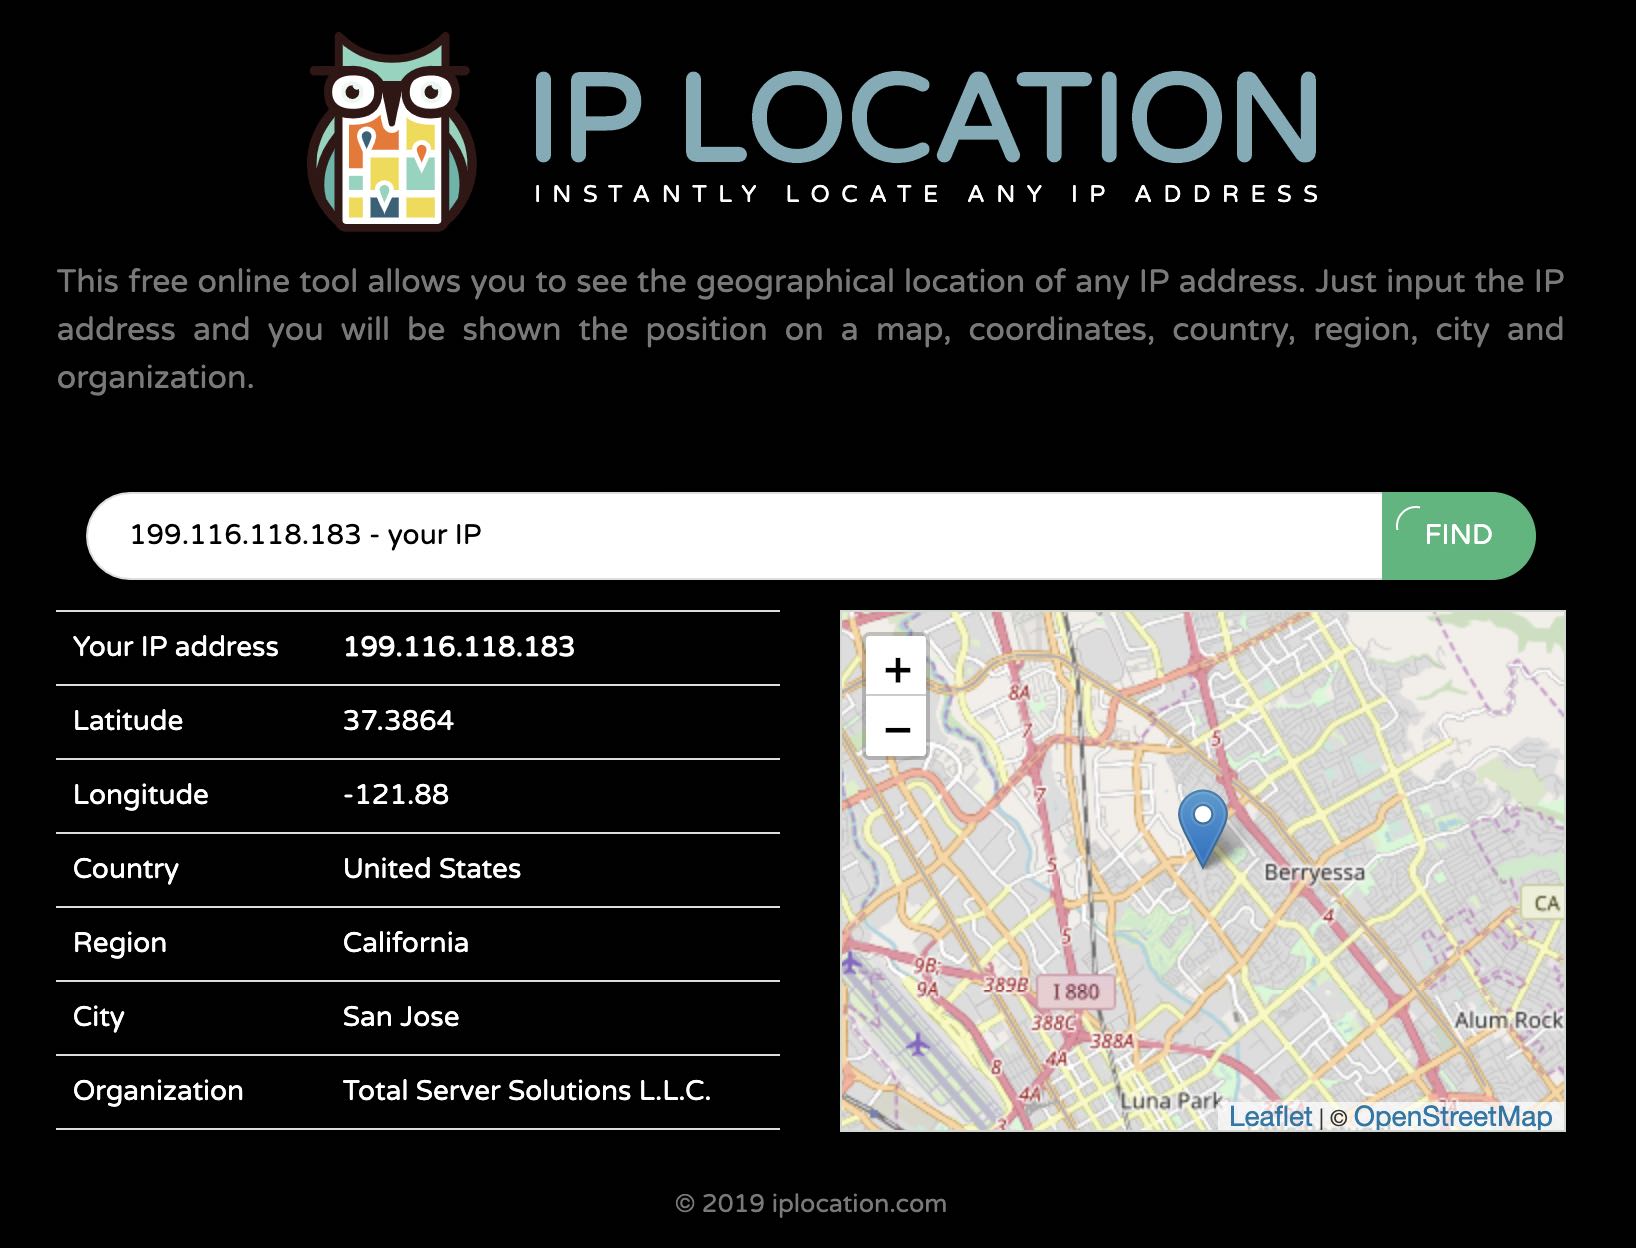 IP LOCATION
INSTANTLY LOCATE ANY IP ADDRESS
This free online tool allows you to see the geographical location of any IP address. Just input the IP
address and you will be shown the position on a map, coordinates, country, region, city and
organization.
199.116.118.183 - your IP
FIND
Your IP address 199.116.118.183
Latitude 37.3864
Longitude -121.88
Country United States
Region California
City San Jose
Organization Total Server Solutions L.L.C.
+
−
8A
7
5
7
5
Berryessa
CA
4
5
9B;
9A
389B
I 880
388C
388A
Alum Rock
4A
8
4A
Luna Park
3
Leaflet | © OpenStreetMap
© 2019 iplocation.com